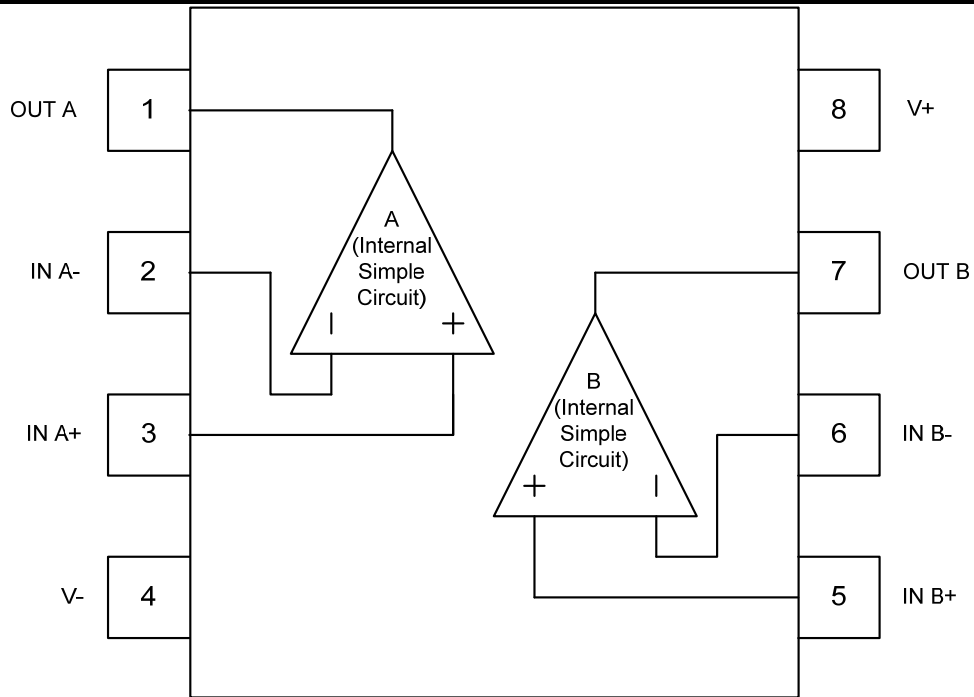 OUT A
1
8
V+
A
(Internal
Simple
Circuit)
IN A-
2
7
OUT B
- +
B
(Internal
Simple
Circuit)
IN A+
3
6
IN B-
+ -
V-
4
5
IN B+